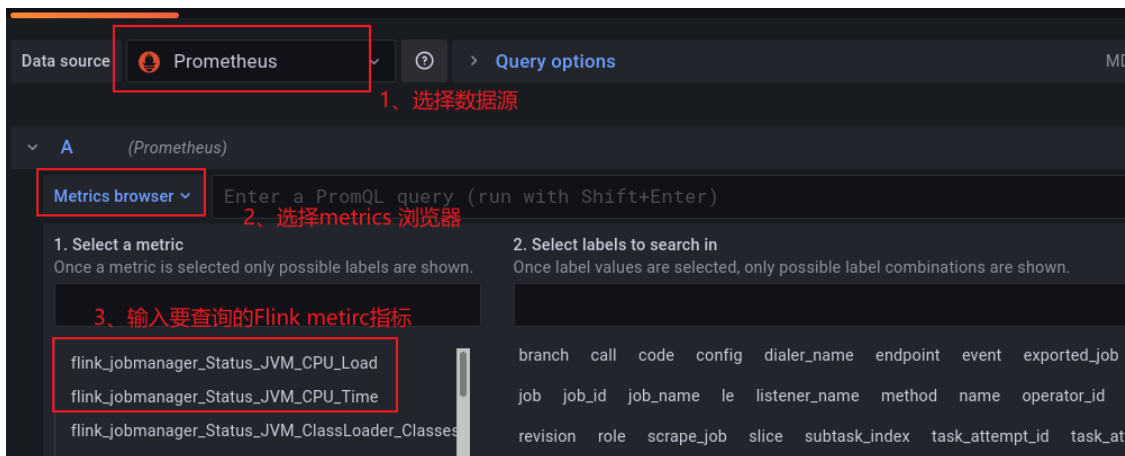 Data source Prometheus Query options MD
1、选择数据源
A (Prometheus)
Metrics browser Enter a PromQL query (run with Shift+Enter)
2、选择metrics 浏览器
1. Select a metric 2. Select labels to search in
Once a metric is selected only possible labels are shown. Once label values are selected, only possible label combinations are shown.
3、输入要查询的Flink metirc指标
flink_jobmanager_Status_JVM_CPU_Load branch call code config dialer_name endpoint event exported_job
flink_jobmanager_Status_JVM_CPU_Time job job_id job_name le listener_name method name operator_id
flink_jobmanager_Status_JVM_ClassLoader_Classes revision role scrape_job slice subtask_index task_attempt_id task_at